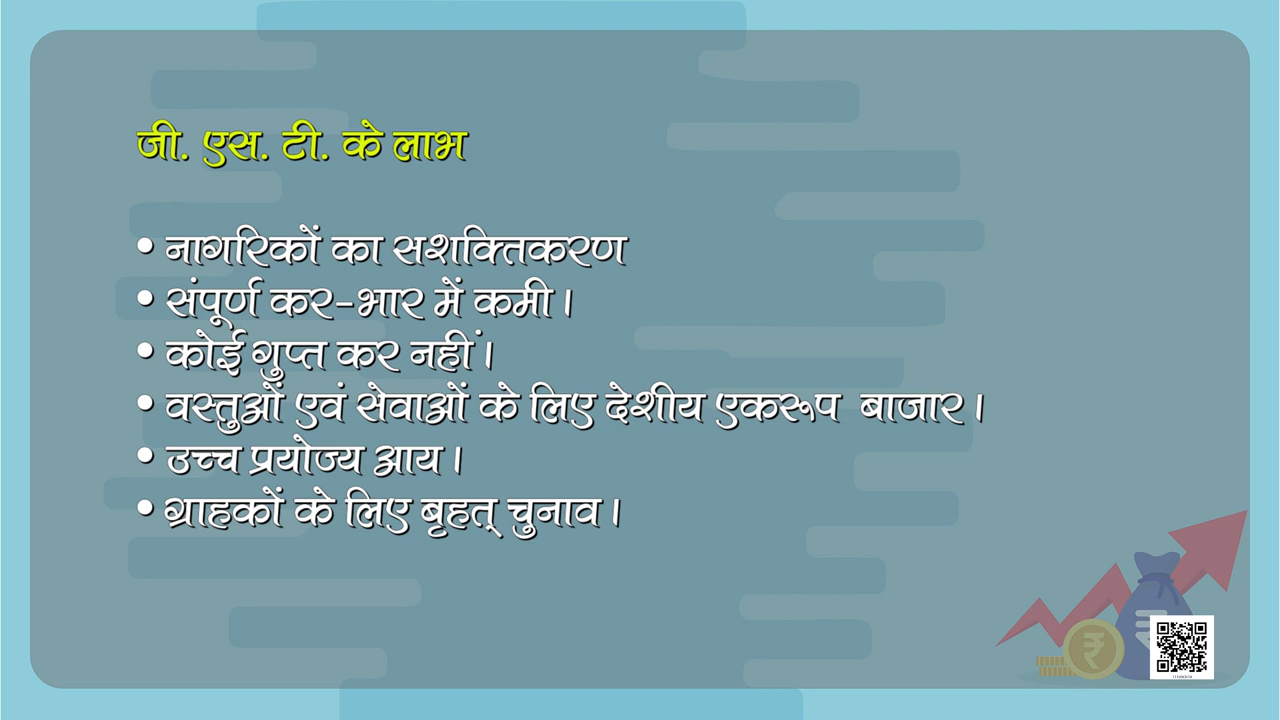 जी. एस. टी. के लाभ
• नागरिकों का सशक्तिकरण
• संपूर्ण कर-भार में कमी।
• कोई गुप्त कर नहीं।
• वस्तुओं एवं सेवाओं के लिए देशीय एकरूप बाजार।
• उच्च प्रयोज्य आय।
• ग्राहकों के लिए बृहत् चुनाव।